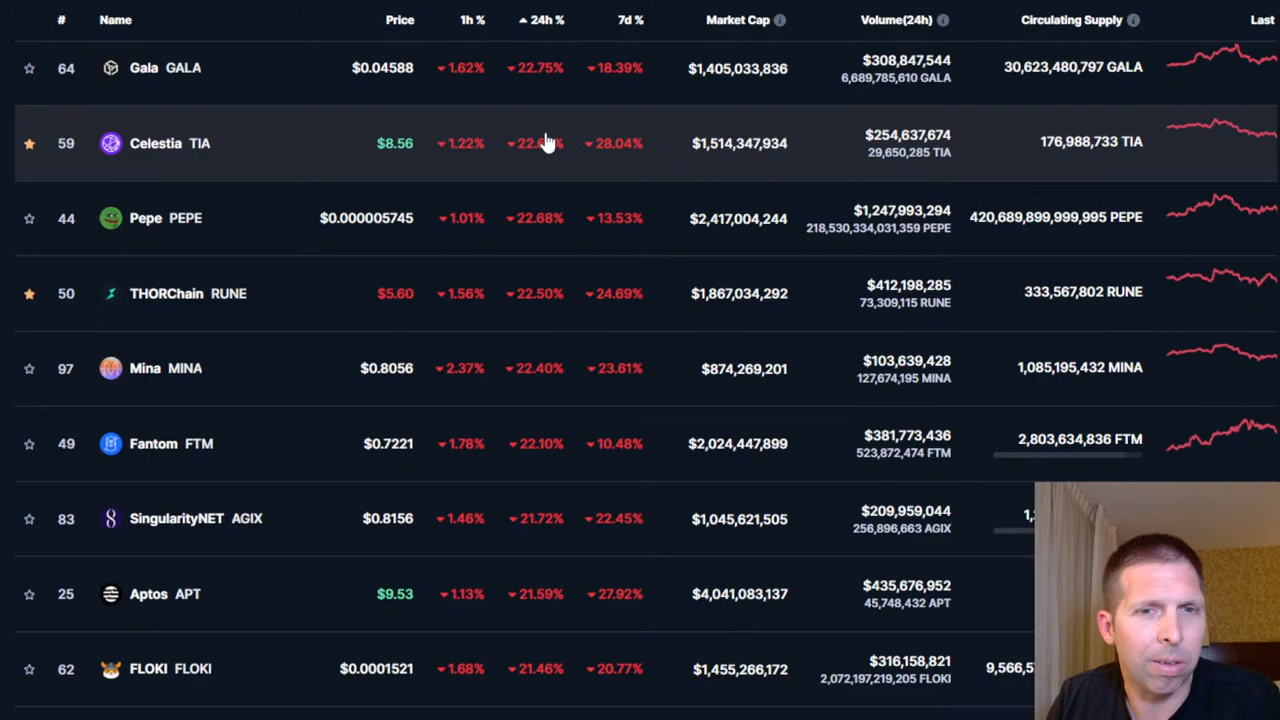 # Name Price 1h % 24h % 7d % Market Cap Volume(24h) Circulating Supply Last
64 Gala GALA $0.04588 1.62% 22.75% 18.39% $1,405,033,836 $308,847,544 30,623,480,797 GALA
6,689,785,610 GALA
59 Celestia TIA $8.56 1.22% 28.04% $1,514,347,934 $254,637,674 176,988,733 TIA
29,650,285 TIA
44 Pepe PEPE $0.000005745 1.01% 22.68% 13.53% $2,417,004,244 $1,247,993,294 420,689,899,999,995 PEPE
218,530,334,031,359 PEPE
50 THORChain RUNE $5.60 1.56% 22.50% 24.69% $1,867,034,292 $412,198,285 333,567,802 RUNE
73,309,115 RUNE
97 Mina MINA $0.8056 2.37% 22.40% 23.61% $874,269,201 $103,639,428 1,085,195,432 MINA
127,674,195 MINA
49 Fantom FTM $0.7221 1.78% 22.10% 10.48% $2,024,447,899 $381,773,436 2,803,634,836 FTM
523,872,474 FTM
83 SingularityNET AGIX $0.8156 1.46% 21.72% 22.45% $1,045,621,505 $209,959,044
256,896,663 AGIX
25 Aptos APT $9.53 1.13% 21.59% 27.92% $4,041,083,137 $435,676,952
45,748,432 APT
62 FLOKI FLOKI $0.0001521 1.68% 21.46% 20.77% $1,455,266,172 $316,158,821
2,072,197,219,205 FLOKI